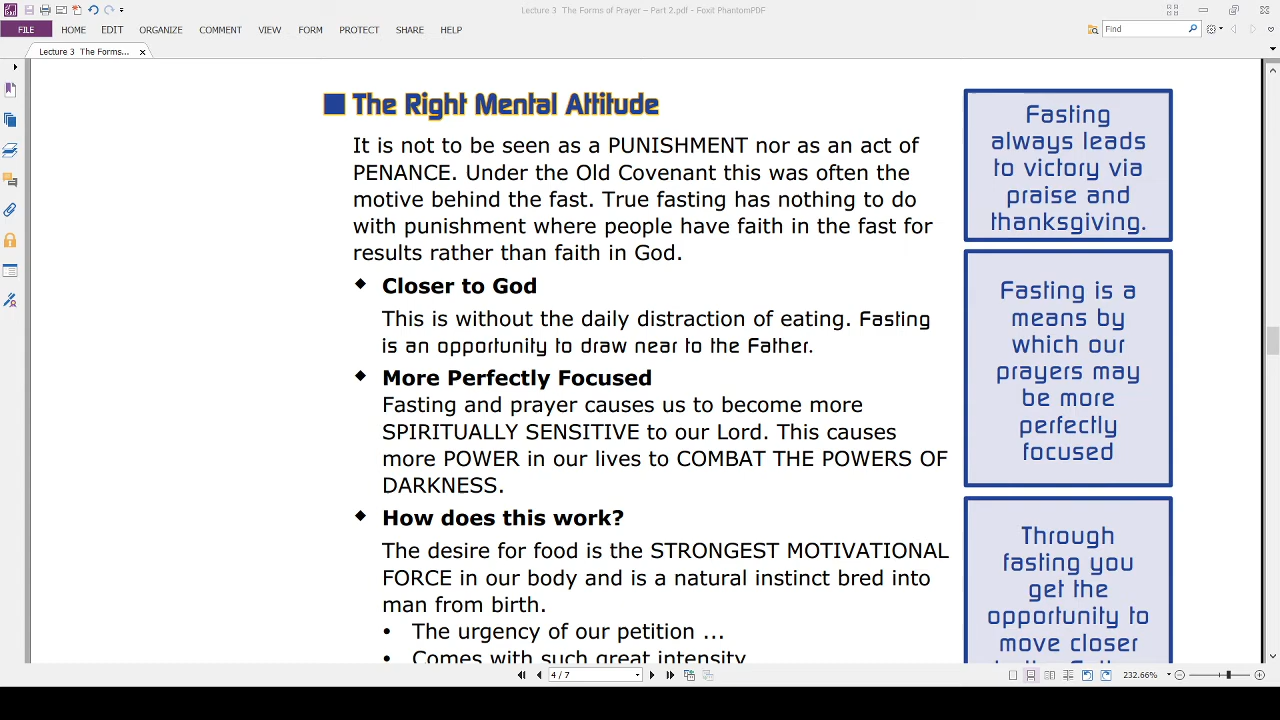 Lecture 3 The Forms of Prayer – Part 2.pdf - Foxit PhantomPDF
FILE HOME EDIT ORGANIZE COMMENT VIEW FORM PROTECT SHARE HELP
Find
Lecture 3 The Forms...
The Right Mental Attitude
It is not to be seen as a PUNISHMENT nor as an act of
PENANCE. Under the Old Covenant this was often the
motive behind the fast. True fasting has nothing to do
with punishment where people have faith in the fast for
results rather than faith in God.
Closer to God
This is without the daily distraction of eating. Fasting
is an opportunity to draw near to the Father.
More Perfectly Focused
Fasting and prayer causes us to become more
SPIRITUALLY SENSITIVE to our Lord. This causes
more POWER in our lives to COMBAT THE POWERS OF
DARKNESS.
How does this work?
The desire for food is the STRONGEST MOTIVATIONAL
FORCE in our body and is a natural instinct bred into
man from birth.
• The urgency of our petition ...
• Comes with such great intensity
Fasting
always leads
to victory via
praise and
thanksgiving.
Fasting is a
means by
which our
prayers may
be more
perfectly
focused
Through
fasting you
get the
opportunity to
move closer
4 / 7
232.66%